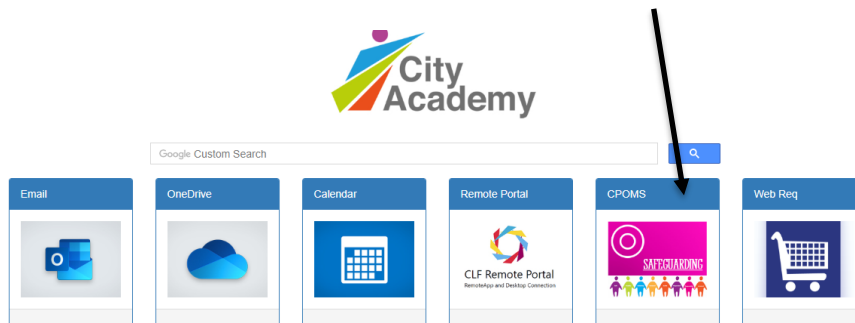 City
Academy
Google Custom Search
Email
OneDrive
Calendar
Remote Portal
CPOMS
Web Req
O
CLF Remote Portal
RemoteApp and Desktop Connection
SAFEGUARDING